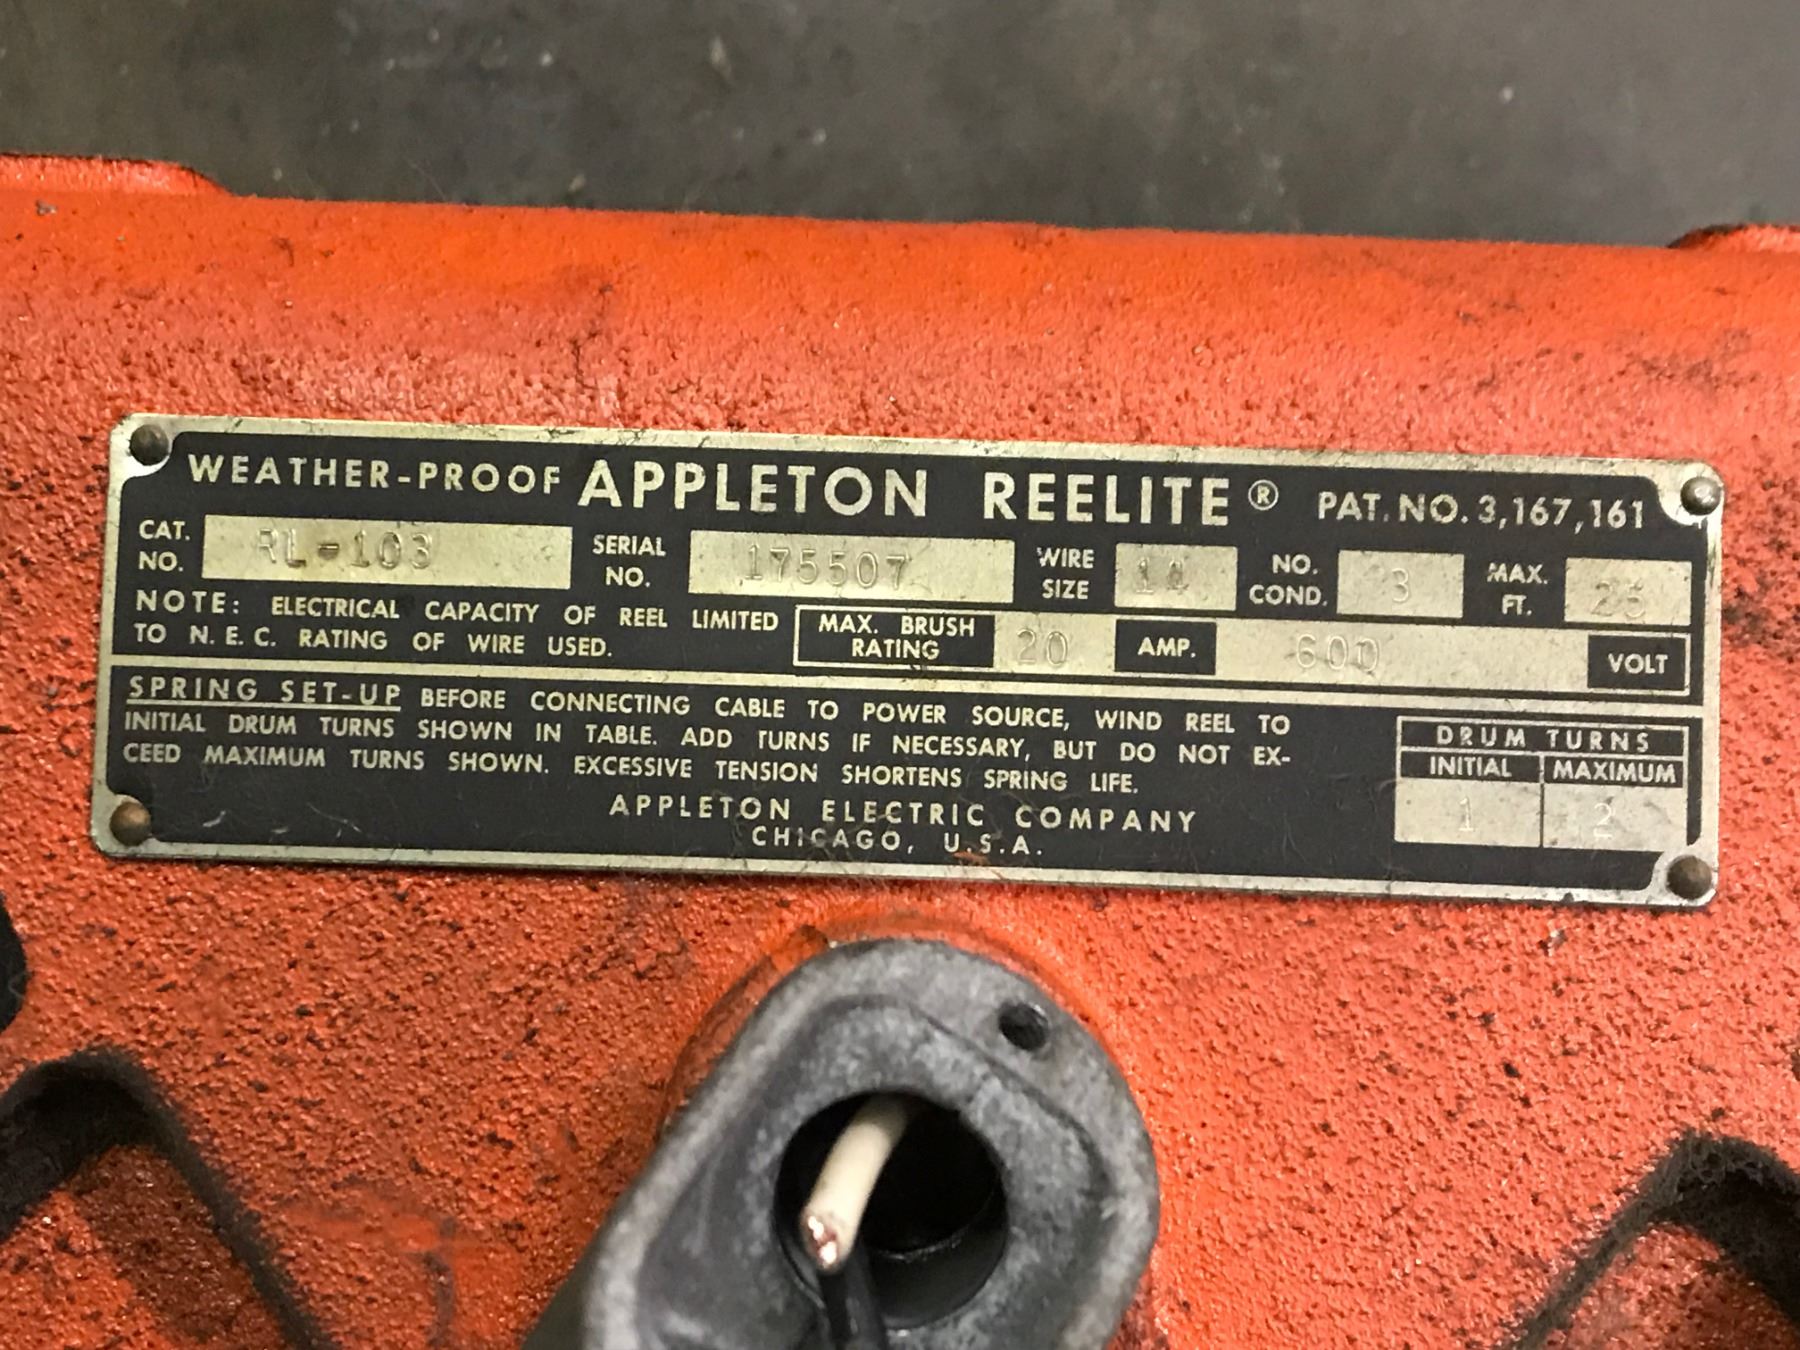 WEATHER-PROOF APPLETON REELITE® PAT. NO. 3,167,161
CAT. NO. RL-103 SERIAL NO. 175507 WIRE SIZE 14 NO. COND. 3 MAX. FT. 25
NOTE: ELECTRICAL CAPACITY OF REEL LIMITED
TO N.E.C. RATING OF WIRE USED.
MAX. BRUSH RATING 20 AMP. 600 VOLT
SPRING SET-UP BEFORE CONNECTING CABLE TO POWER SOURCE, WIND REEL TO
INITIAL DRUM TURNS SHOWN IN TABLE. ADD TURNS IF NECESSARY, BUT DO NOT EX-
CEED MAXIMUM TURNS SHOWN. EXCESSIVE TENSION SHORTENS SPRING LIFE.
DRUM TURNS
INITIAL MAXIMUM
1 2
APPLETON ELECTRIC COMPANY
CHICAGO, U.S.A.